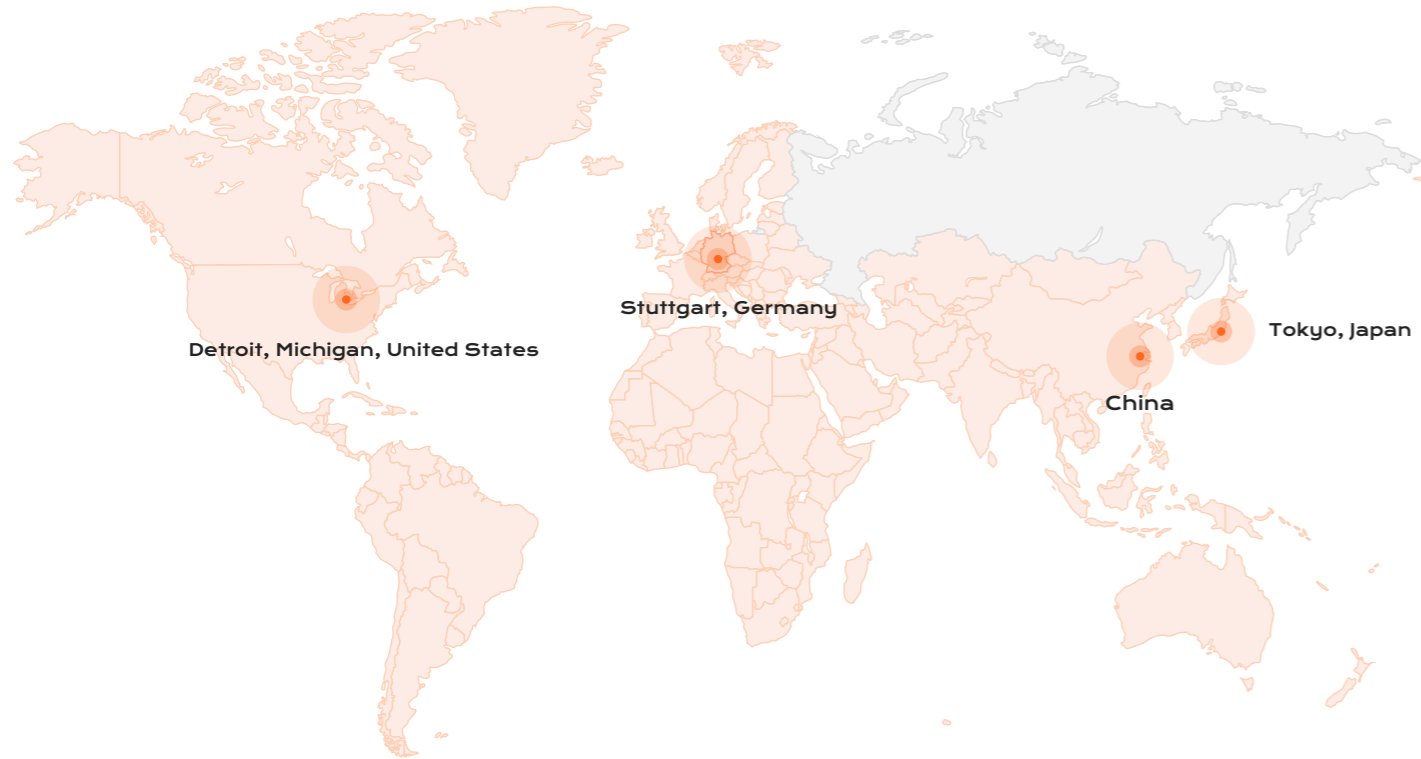 Stuttgart, Germany
Tokyo, Japan
Detroit, Michigan, United States
China